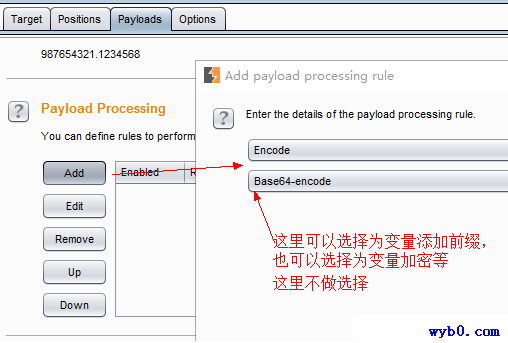 Target Positions Payloads Options
987654321.1234568
Add payload processing rule
? Payload Processing
? Enter the details of the payload processing rule.
You can define rules to perform
Encode
Add Enabled
Base64-encode
Edit
Remove
Up
Down
这里可以选择为变量添加前缀，
也可以选择为变量加密等
这里不做选择
wyb0.com